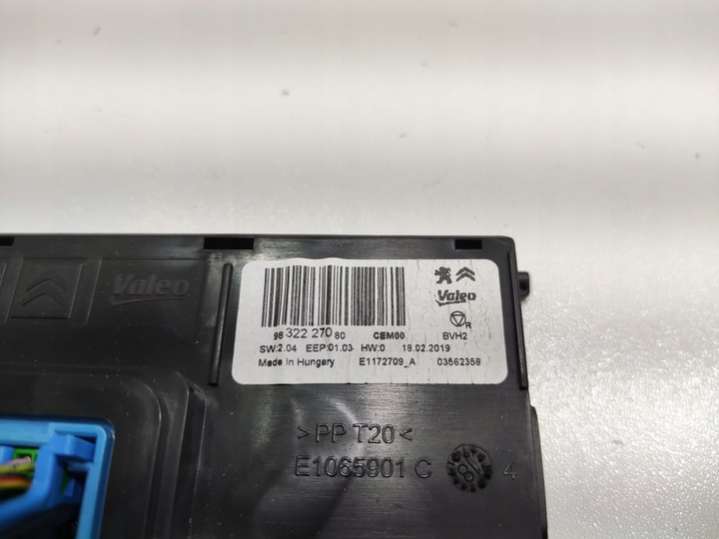 Valeo
Valeo
98 322 270 80 CEM00
R
BVH2
SW:2.04 EEP:01.03 HW:0 18.02.2019
Made in Hungary E1172709_A 03562358
>PP T20<
E1065901 C
4